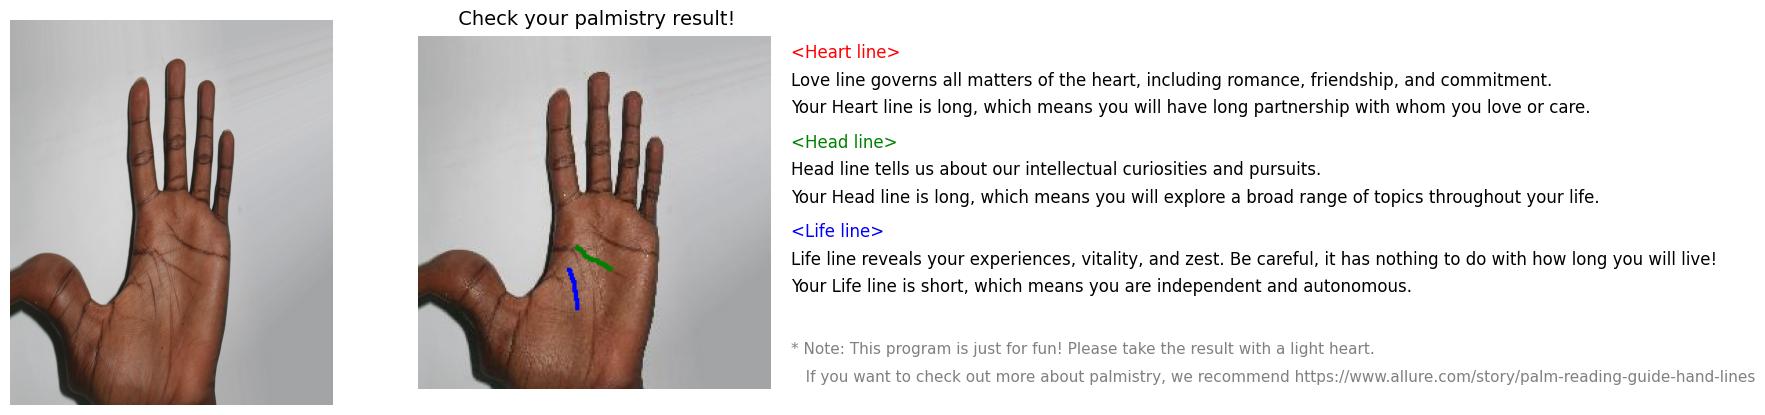 Check your palmistry result!
<Heart line>
Love line governs all matters of the heart, including romance, friendship, and commitment.
Your Heart line is long, which means you will have long partnership with whom you love or care.
<Head line>
Head line tells us about our intellectual curiosities and pursuits.
Your Head line is long, which means you will explore a broad range of topics throughout your life.
<Life line>
Life line reveals your experiences, vitality, and zest. Be careful, it has nothing to do with how long you will live!
Your Life line is short, which means you are independent and autonomous.
* Note: This program is just for fun! Please take the result with a light heart.
If you want to check out more about palmistry, we recommend https://www.allure.com/story/palm-reading-guide-hand-lines